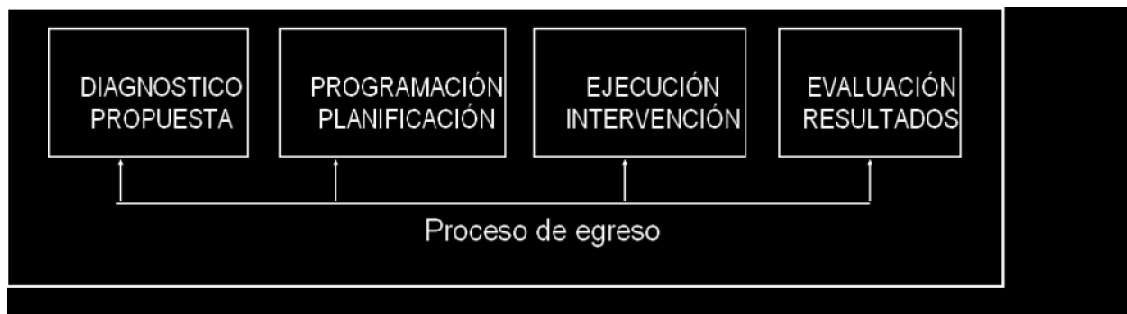 DIAGNOSTICO
PROPUESTA
PROGRAMACIÓN
PLANIFICACIÓN
EJECUCIÓN
INTERVENCIÓN
EVALUACIÓN
RESULTADOS
Proceso de egreso